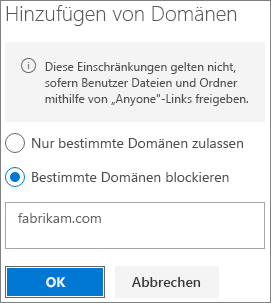 Hinzufügen von Domänen
Diese Einschränkungen gelten nicht,
sofern Benutzer Dateien und Ordner
mithilfe von „Anyone"-Links freigeben.
Nur bestimmte Domänen zulassen
Bestimmte Domänen blockieren
fabrikam.com
OK
Abbrechen